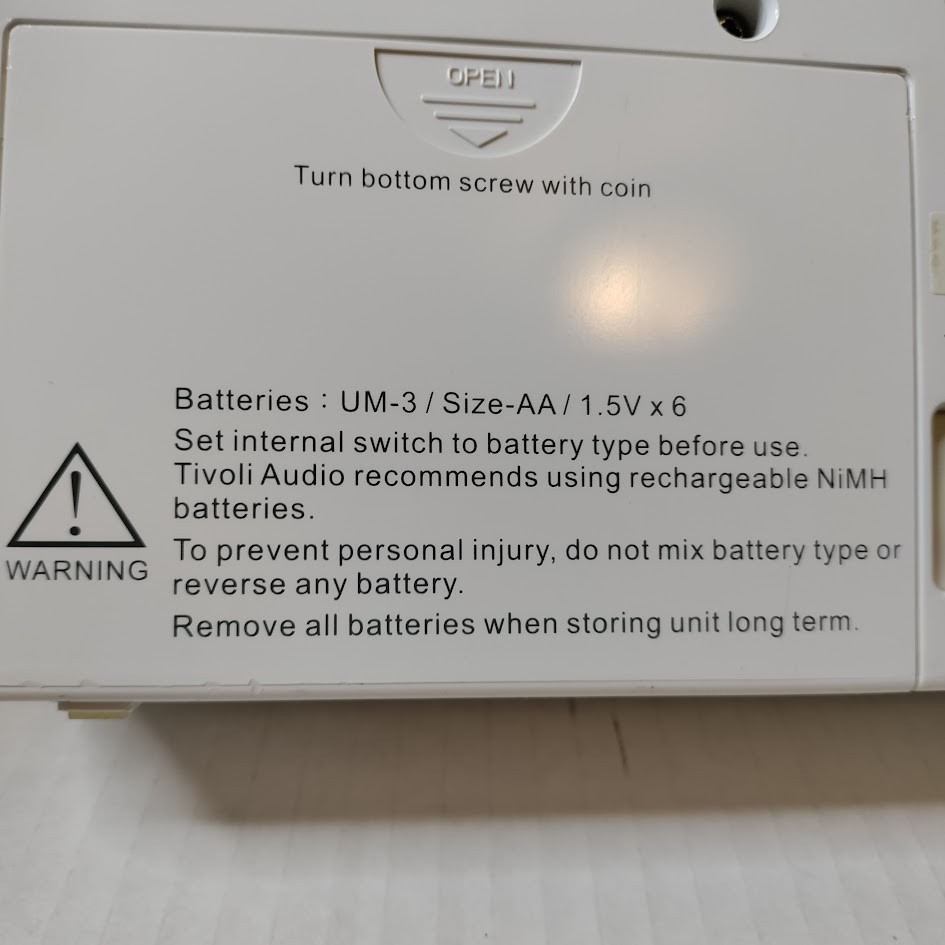 OPEN
Turn bottom screw with coin
Batteries : UM-3 / Size-AA / 1.5V x 6
Set internal switch to battery type before use.
Tivoli Audio recommends using rechargeable NiMH
batteries.
To prevent personal injury, do not mix battery type or
reverse any battery.
WARNING
Remove all batteries when storing unit long term.